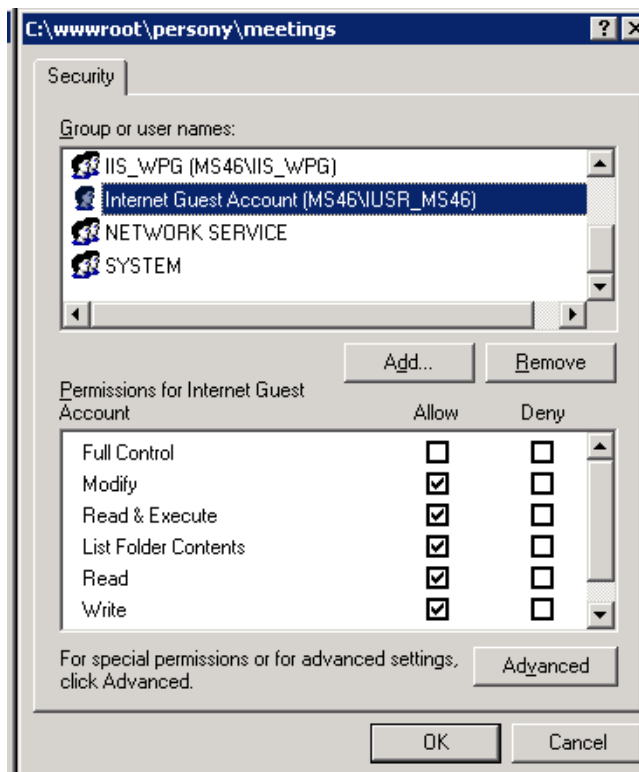 C:\wwwroot\persony\meetings
Security
Group or user names:
IIS_WPG (MS46\IIS_WPG)
Internet Guest Account (MS46\IUSR_MS46)
NETWORK SERVICE
SYSTEM
Add... Remove
Permissions for Internet Guest
Account Allow Deny
Full Control
Modify
Read & Execute
List Folder Contents
Read
Write
For special permissions or for advanced settings,
click Advanced.
Advanced
OK Cancel